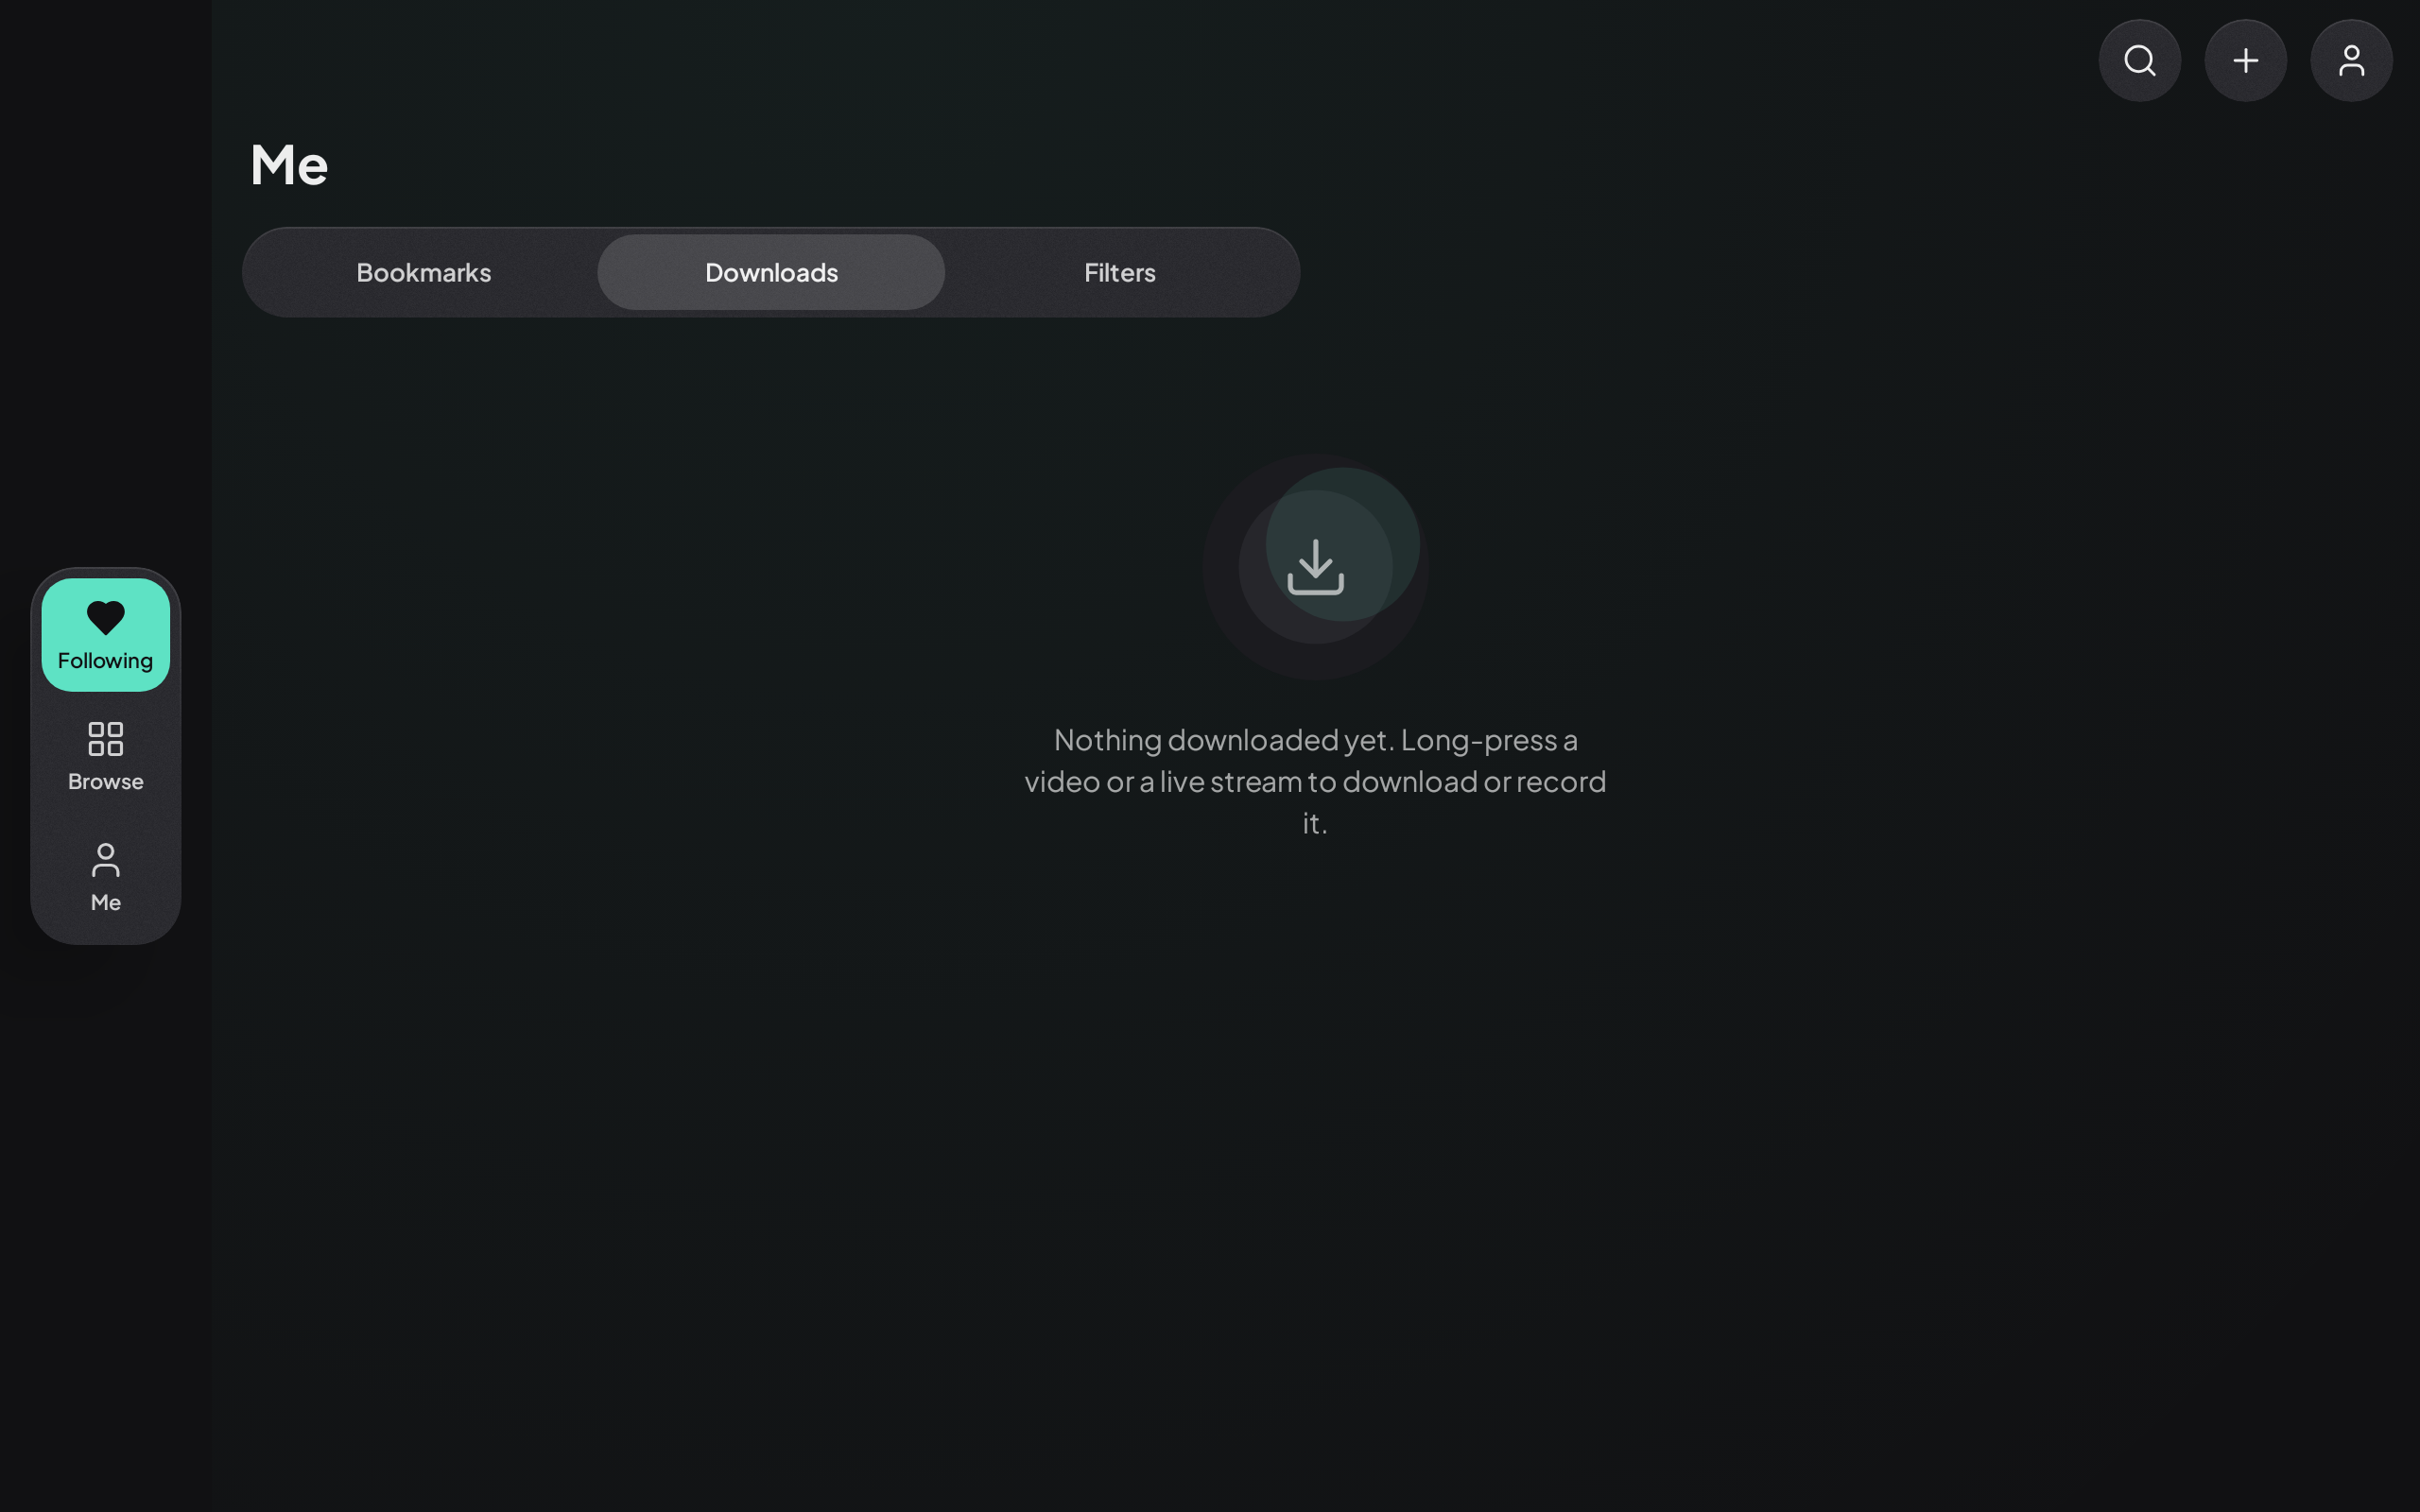 Me
Bookmarks
Downloads
Filters
Following
Browse
Me
Nothing downloaded yet. Long-press a
video or a live stream to download or record
it.